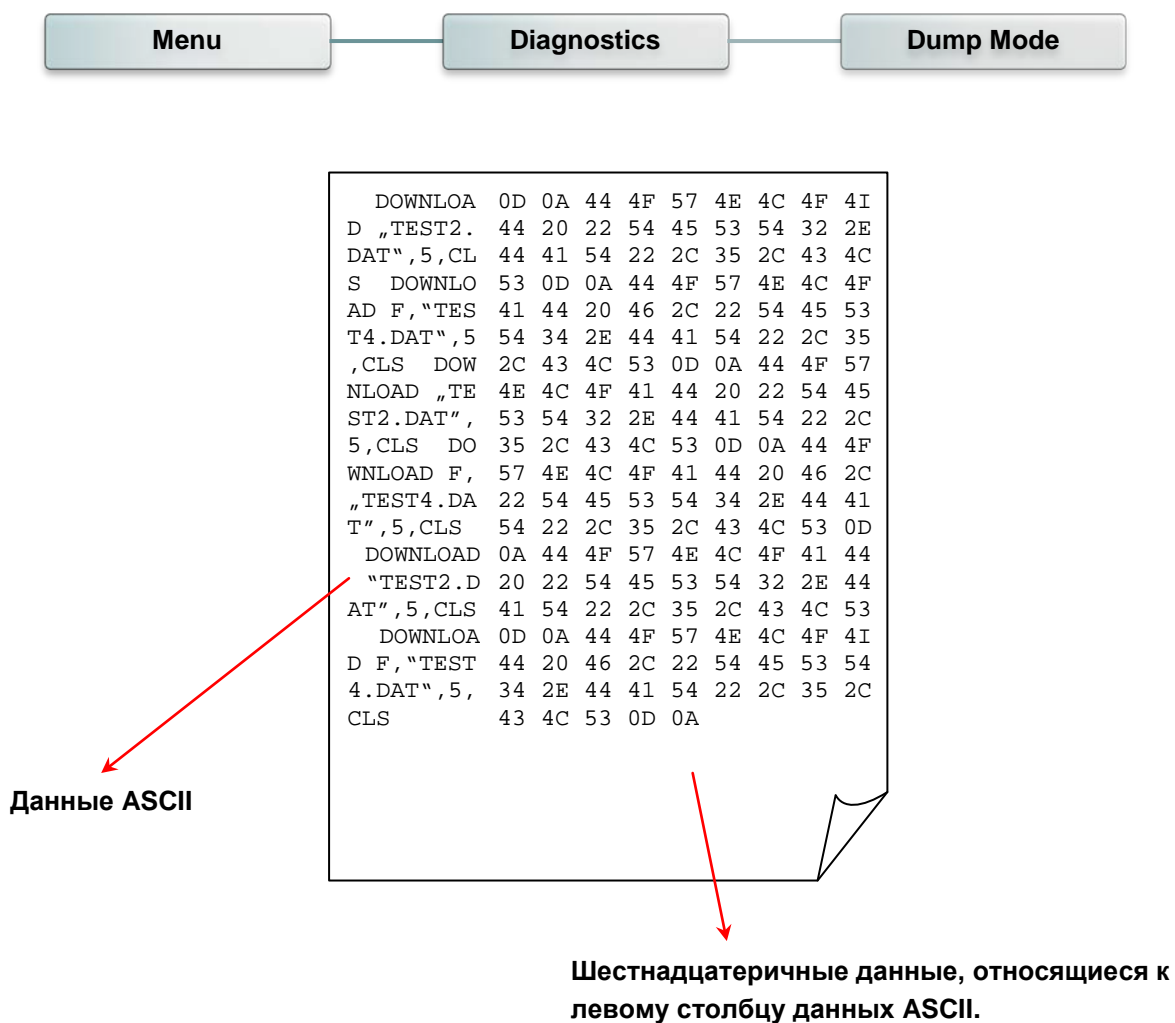 Menu Diagnostics Dump Mode
DOWNLOA 0D 0A 44 4F 57 4E 4C 4F 4I
D „TEST2. 44 20 22 54 45 53 54 32 2E
DAT‟,5,CL 44 41 54 22 2C 35 2C 43 4C
S DOWNLO 53 0D 0A 44 4F 57 4E 4C 4F
AD F,“TES 41 44 20 46 2C 22 54 45 53
T4.DAT‟,5 54 34 2E 44 41 54 22 2C 35
,CLS DOW 2C 43 4C 53 0D 0A 44 4F 57
NLOAD „TE 4E 4C 4F 41 44 20 22 54 45
ST2.DAT”, 53 54 32 2E 44 41 54 22 2C
5,CLS DO 35 2C 43 4C 53 0D 0A 44 4F
WNLOAD F, 57 4E 4C 4F 41 44 20 46 2C
„TEST4.DA 22 54 45 53 54 34 2E 44 41
T”,5,CLS 54 22 2C 35 2C 43 4C 53 0D
DOWNLOAD 0A 44 4F 57 4E 4C 4F 41 44
“TEST2.D 20 22 54 45 53 54 32 2E 44
AT”,5,CLS 41 54 22 2C 35 2C 43 4C 53
DOWNLOA 0D 0A 44 4F 57 4E 4C 4F 4I
D F,“TEST 44 20 46 2C 22 54 45 53 54
4.DAT‟,5, 34 2E 44 41 54 22 2C 35 2C
CLS 43 4C 53 0D 0A
Данные ASCII
Шестнадцатеричные данные, относящиеся к
левому столбцу данных ASCII.